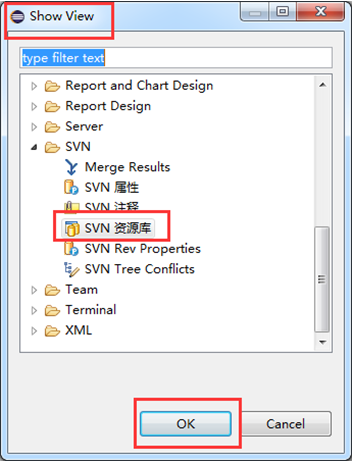 Show View
type filter text
Report and Chart Design
Report Design
Server
SVN
Merge Results
SVN 属性
SVN 注释
SVN 资源库
SVN Rev Properties
SVN Tree Conflicts
Team
Terminal
XML
OK
Cancel